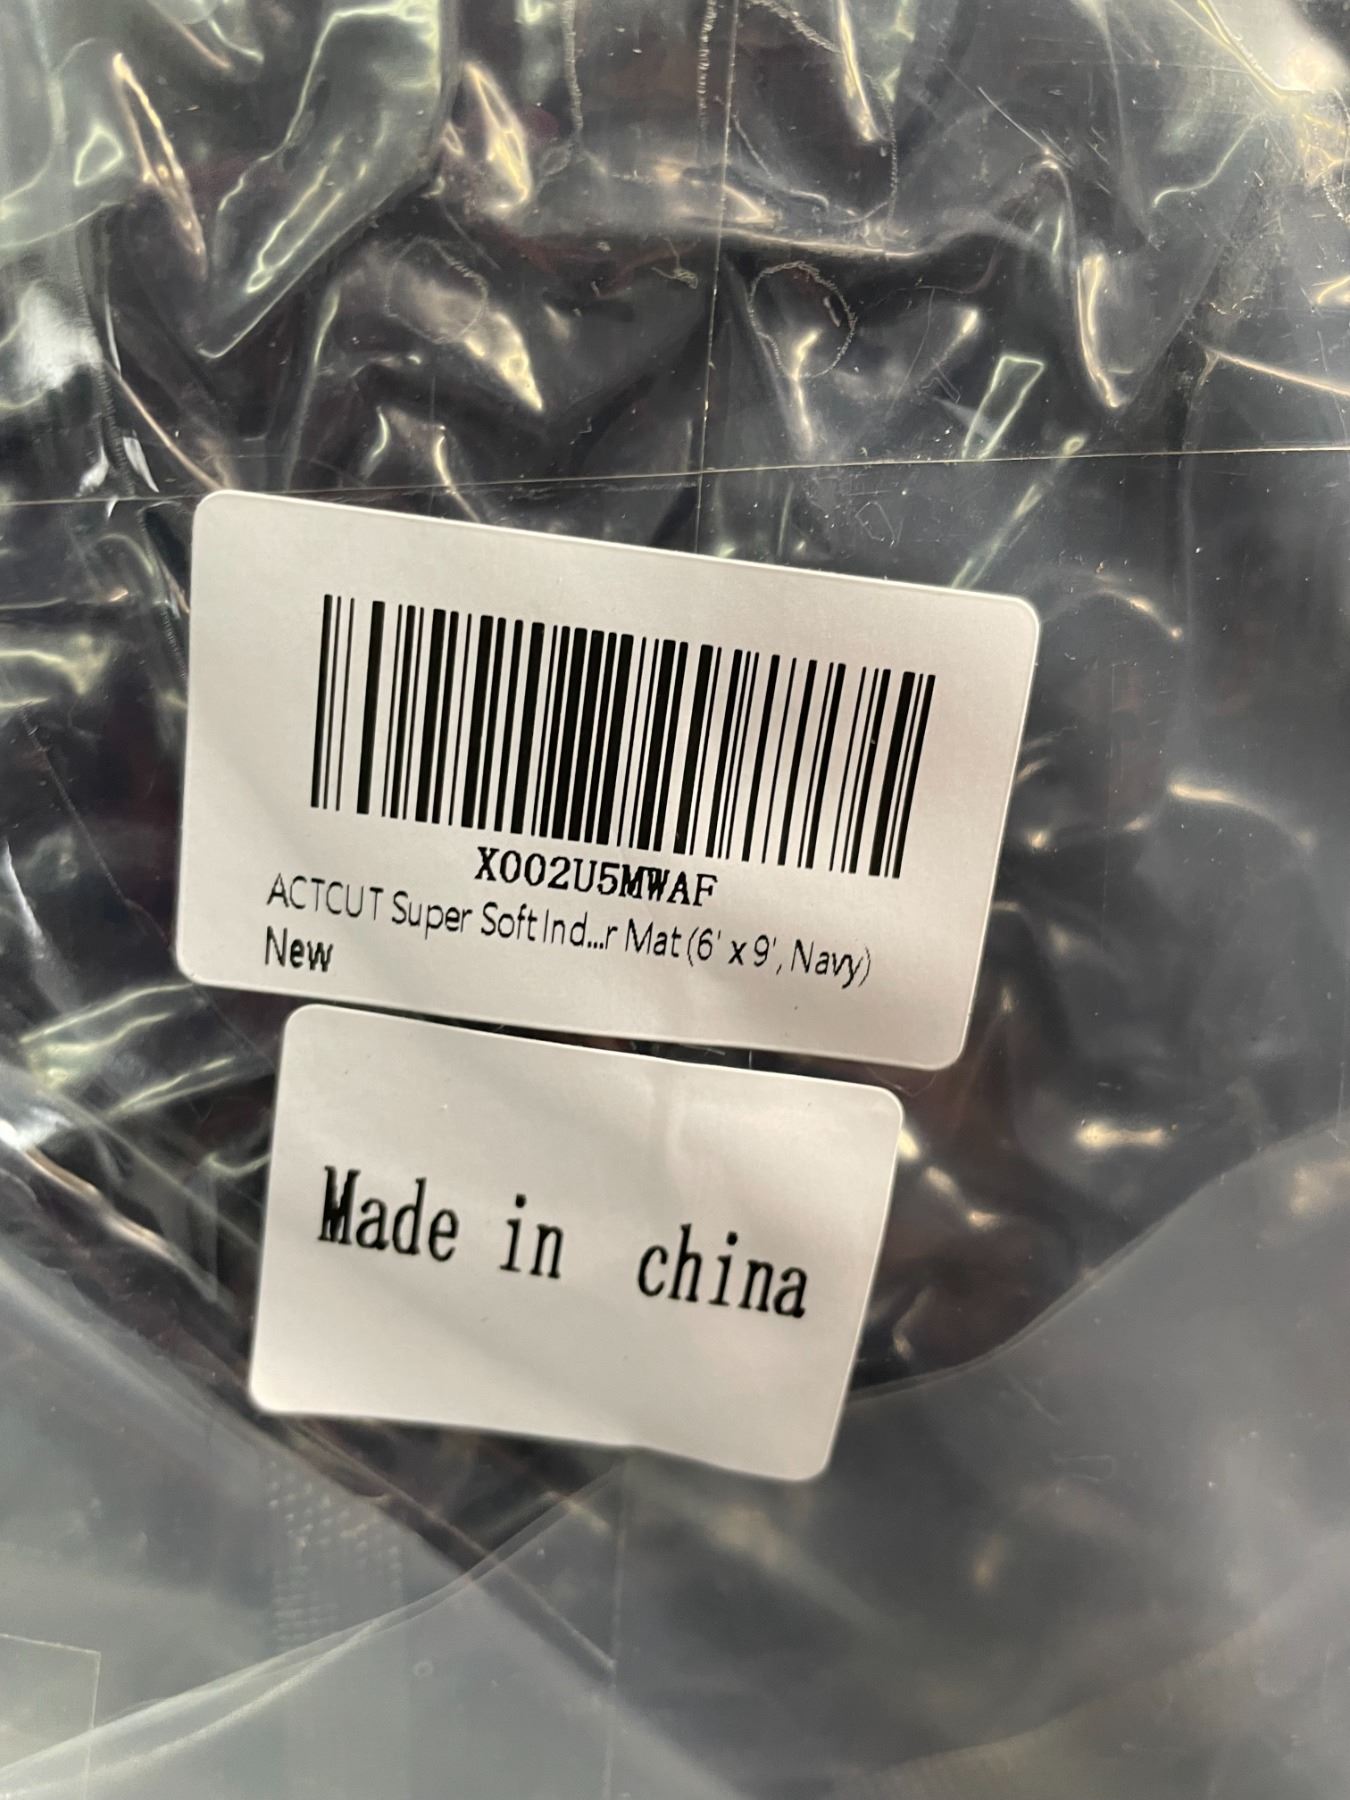 X002U5MWAF
ACTCUT Super Soft Ind...r Mat (6' x 9', Navy)
New
Made in china